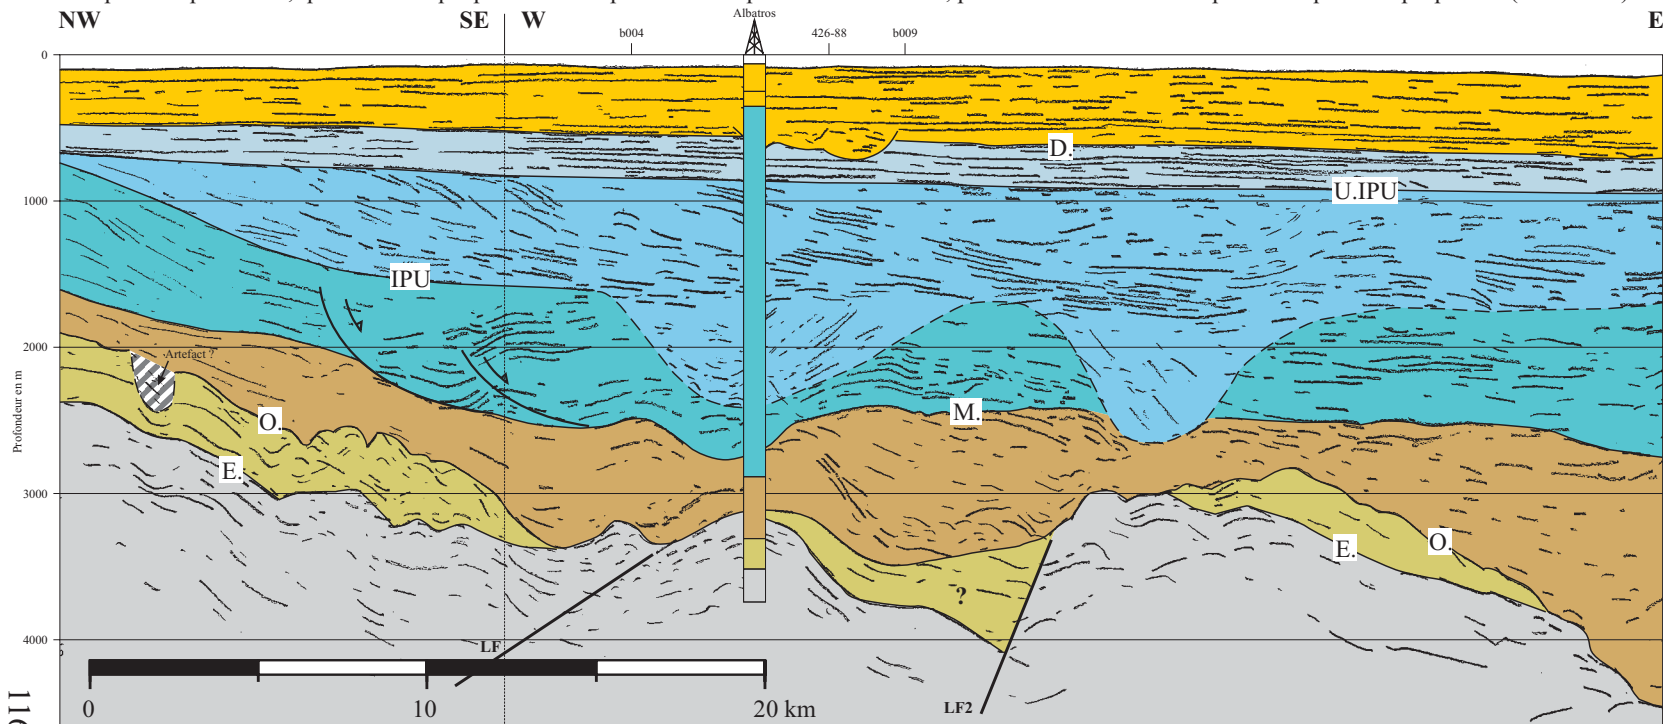 NW SE W Albatros E
b004 426-88 b009
0
D.
U.IPU
1000
IPU
2000
Artefact ?
Profondeur en m
M.
O.
E.
3000
E. O.
?
4000
LF
LF2
0 10 20 km
116